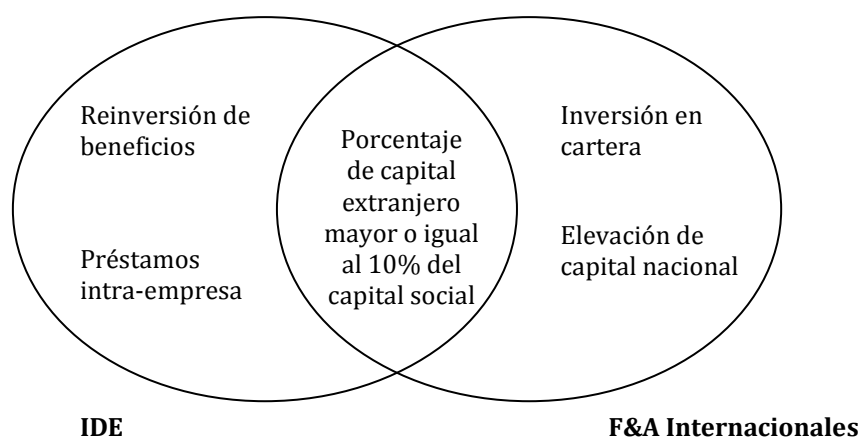 Reinversión de
beneficios
Préstamos
intra-empresa
Porcentaje
de capital
extranjero
mayor o igual
al 10% del
capital social
Inversión en
cartera
Elevación de
capital nacional
IDE
F&A Internacionales